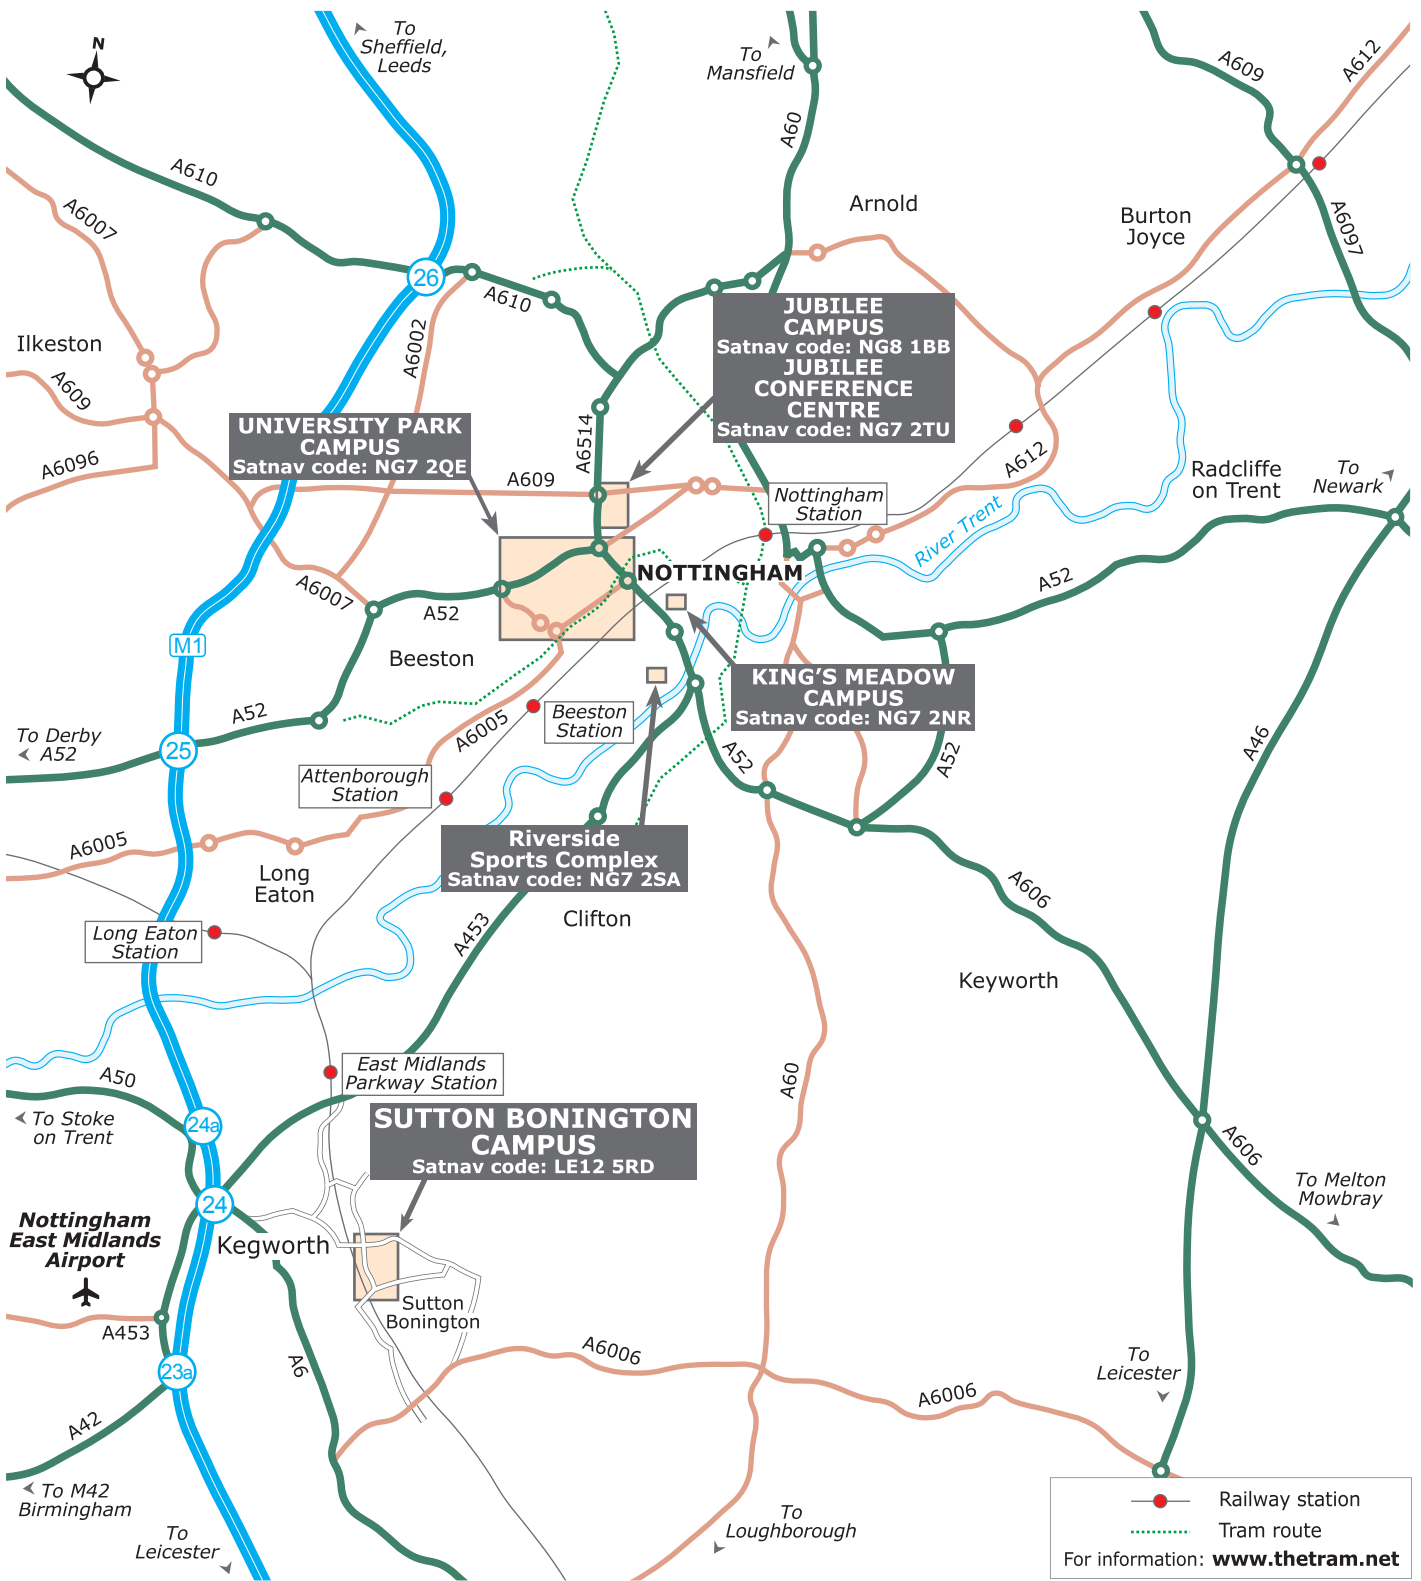 N
To
Sheffield,
Leeds
To
Mansfield
A60
A609
A612
A610
A6007
Arnold
Burton
Joyce
A6097
26
A610
A6002
Ilkeston
A609
A6096
JUBILEE
CAMPUS
Satnav code: NG8 1BB
JUBILEE
CONFERENCE
CENTRE
Satnav code: NG7 2TU
UNIVERSITY PARK
CAMPUS
Satnav code: NG7 2QE
A6514
A609
A612
Radcliffe
on Trent
To
Newark
Nottingham
Station
River Trent
NOTTINGHAM
A6007
A52
A52
M1
Beeston
KING'S MEADOW
CAMPUS
Satnav code: NG7 2NR
A52
To Derby
A52
25
A6005
Beeston
Station
A52
A52
A46
Attenborough
Station
A6005
Riverside
Sports Complex
Satnav code: NG7 2SA
Long
Eaton
A606
Clifton
A453
Long Eaton
Station
Keyworth
East Midlands
Parkway Station
A50
A60
To Stoke
on Trent
24a
SUTTON BONINGTON
CAMPUS
Satnav code: LE12 5RD
A606
To Melton
Mowbray
24
Nottingham
East Midlands
Airport
Kegworth
Sutton
Bonington
A453
A6
A6006
To
Leicester
23a
A6006
A42
To M42
Birmingham
To
Leicester
To
Loughborough
Railway station
Tram route
For information: www.thetram.net